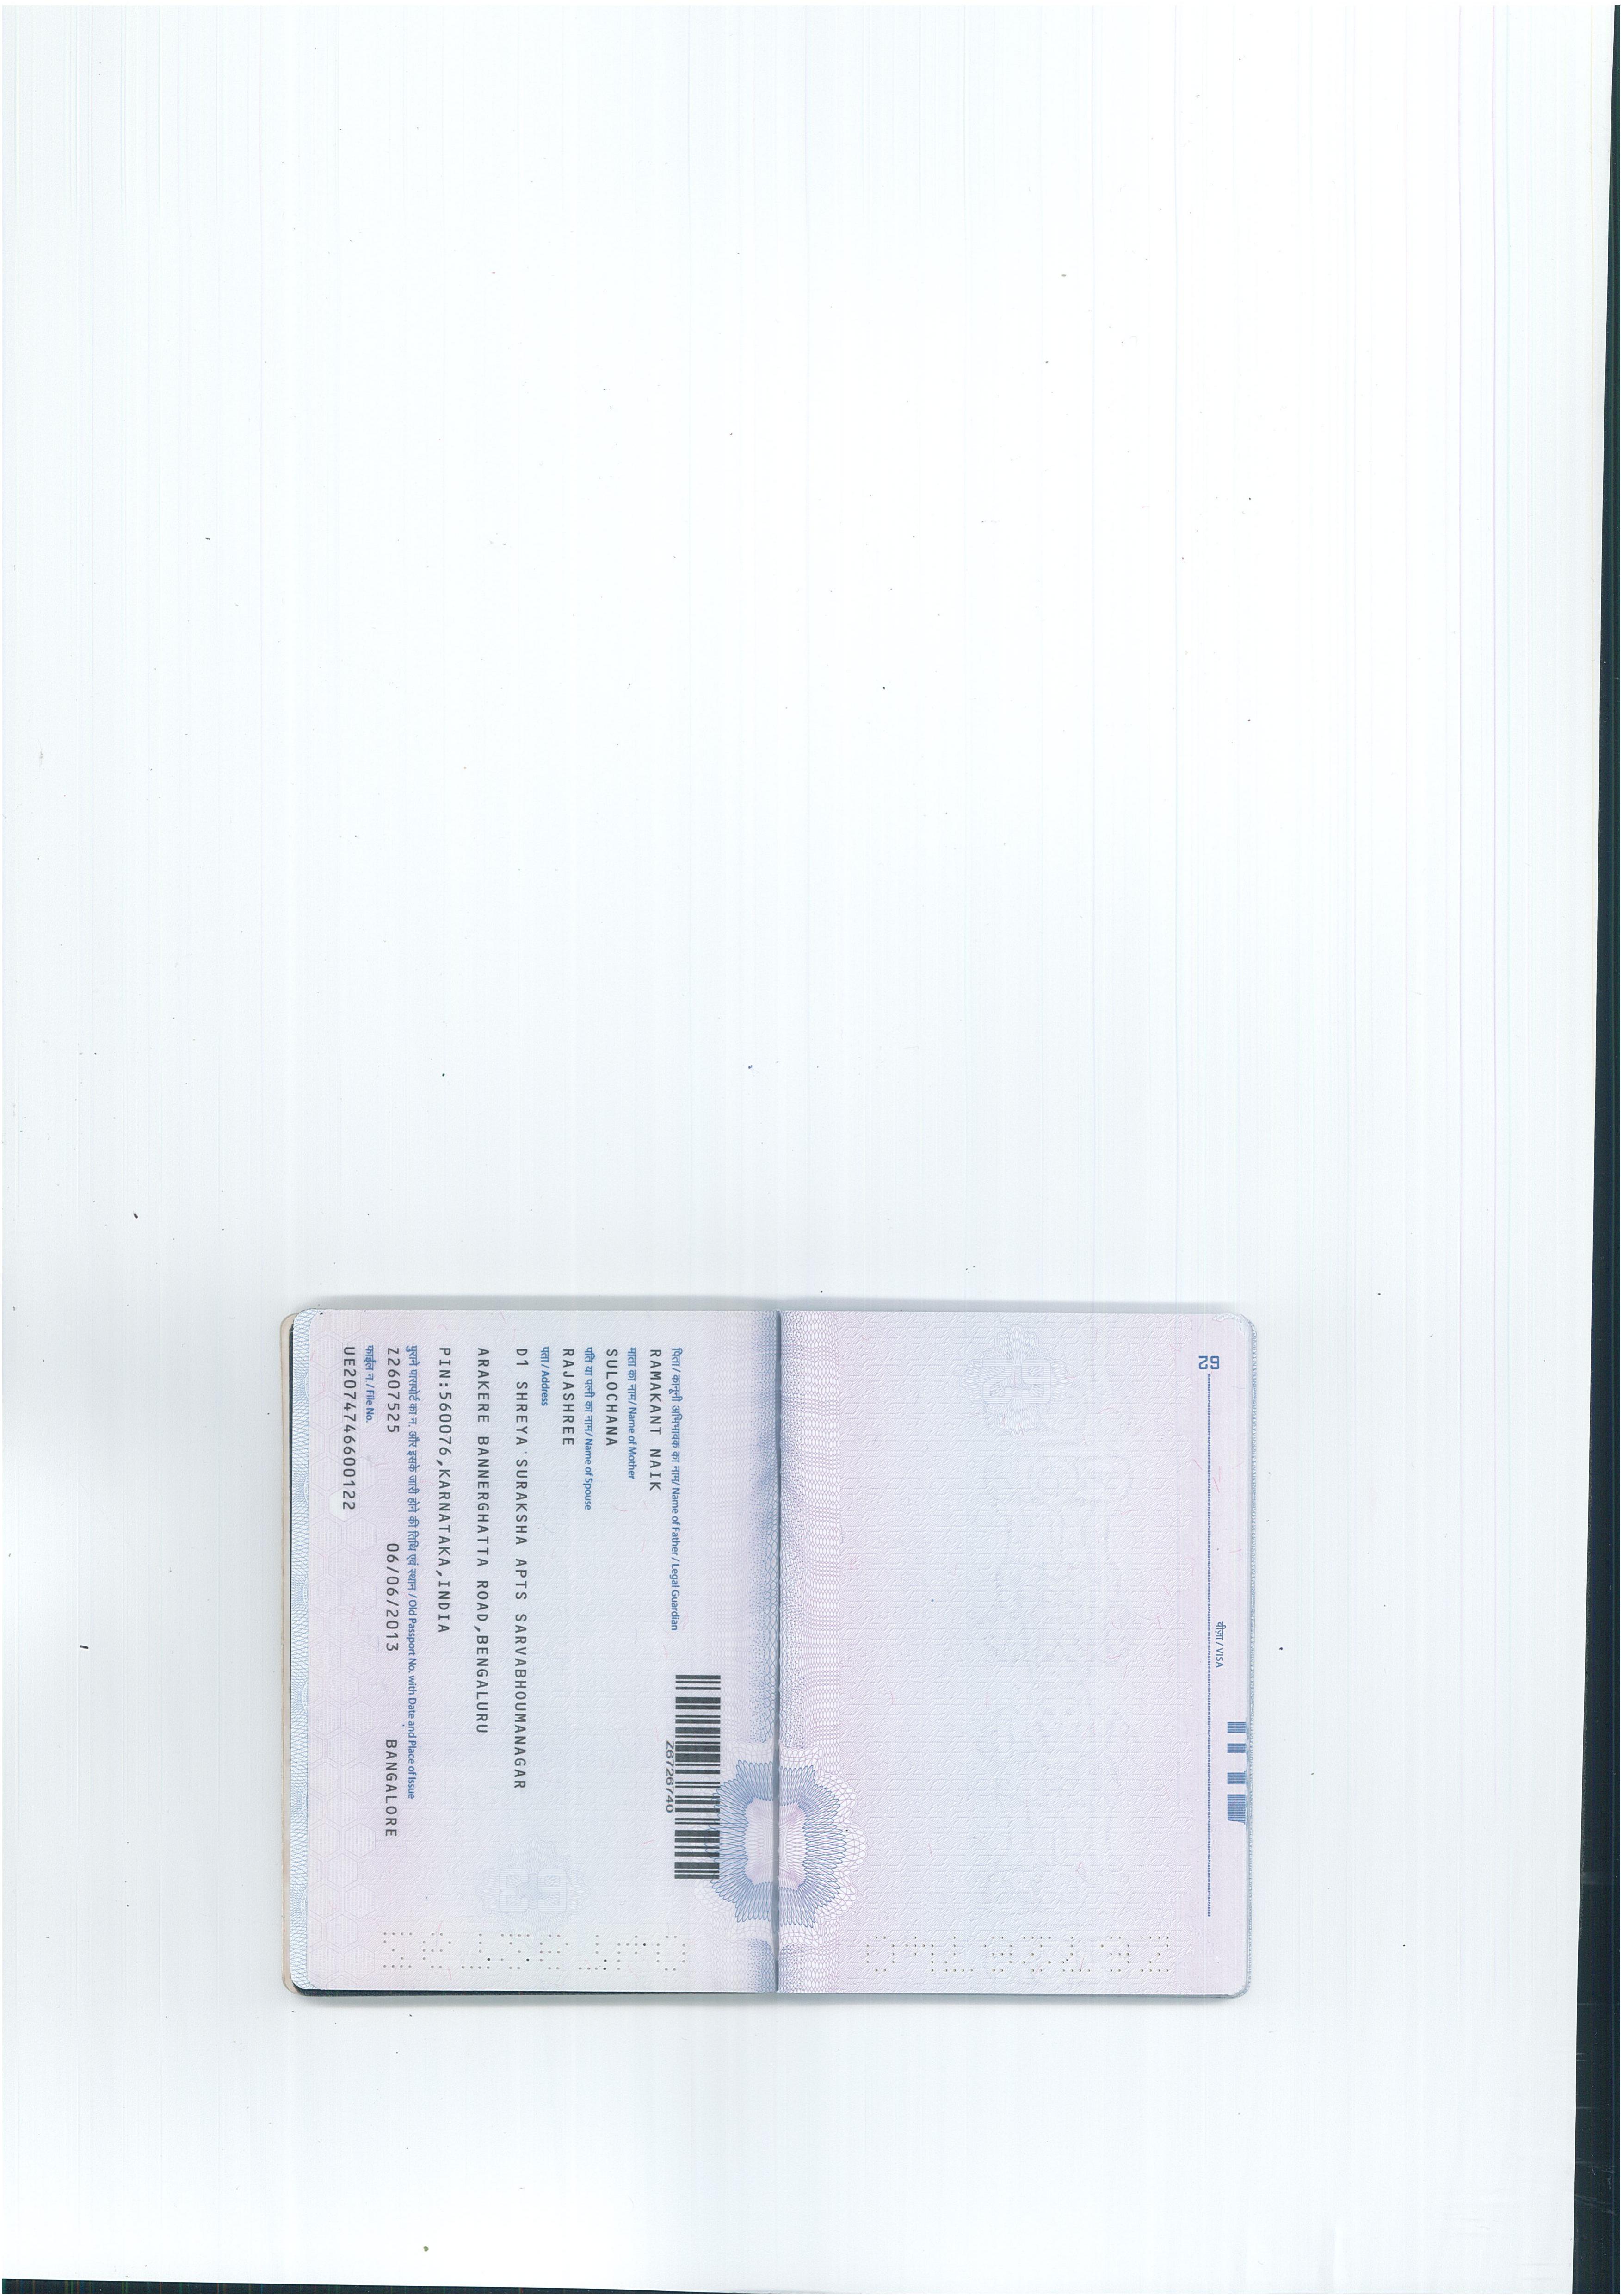 29
वीज़ा / VISA
पिता / कानूनी अभिभावक का नाम/ Name of Father / Legal Guardian
RAMAKANT NAIK
माता का नाम/ Name of Mother
SULOCHANA
पति या पत्नी का नाम/ Name of Spouse
RAJASHREE
Z6726740
पता / Address
D1 SHREYA SURAKSHA APTS SARVABHOUMANAGAR
ARAKERE BANNERGHATTA ROAD,BENGALURU
PIN:560076,KARNATAKA,INDIA
पुराने पासपोर्ट का न. और इसके जारी होने की तिथि एवं स्थान / Old Passport No. with Date and Place of Issue
Z2607525 06/06/2013 BANGALORE
फाईल न. / File No.
UE2074746600122